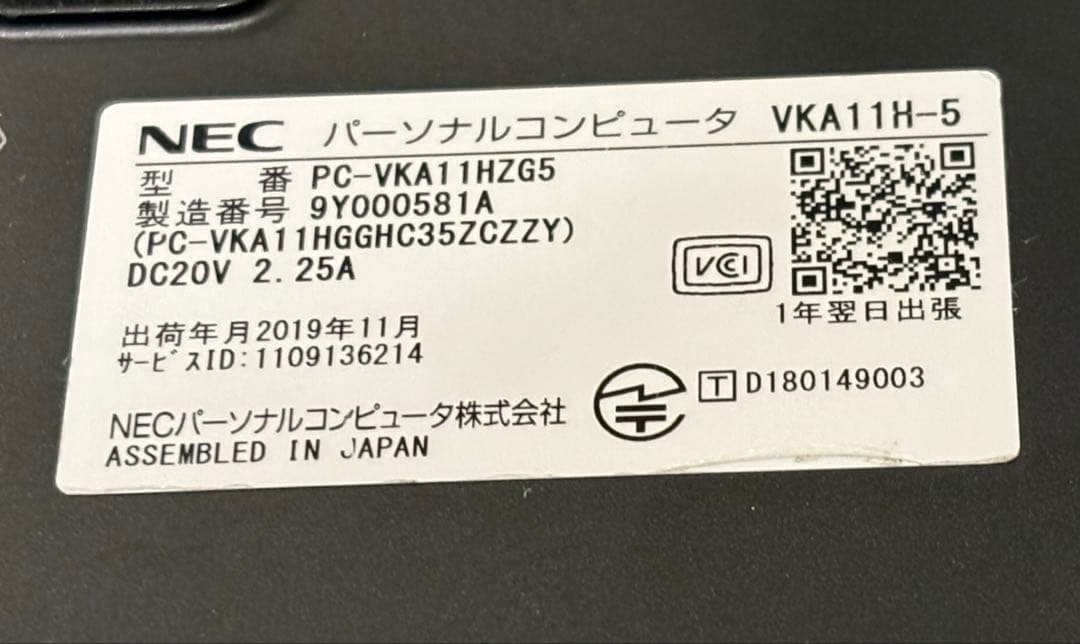 NEC パーソナルコンピュータ VKA11H-5
型 番 PC-VKA11HZG5
製造番号 9Y000581A
(PC-VKA11HGGHC35ZCZZY)
DC20V 2.25A
VCCI
1年翌日出張
出荷年月2019年11月
サービスID:1109136214
T D180149003
NECパーソナルコンピュータ株式会社
ASSEMBLED IN JAPAN